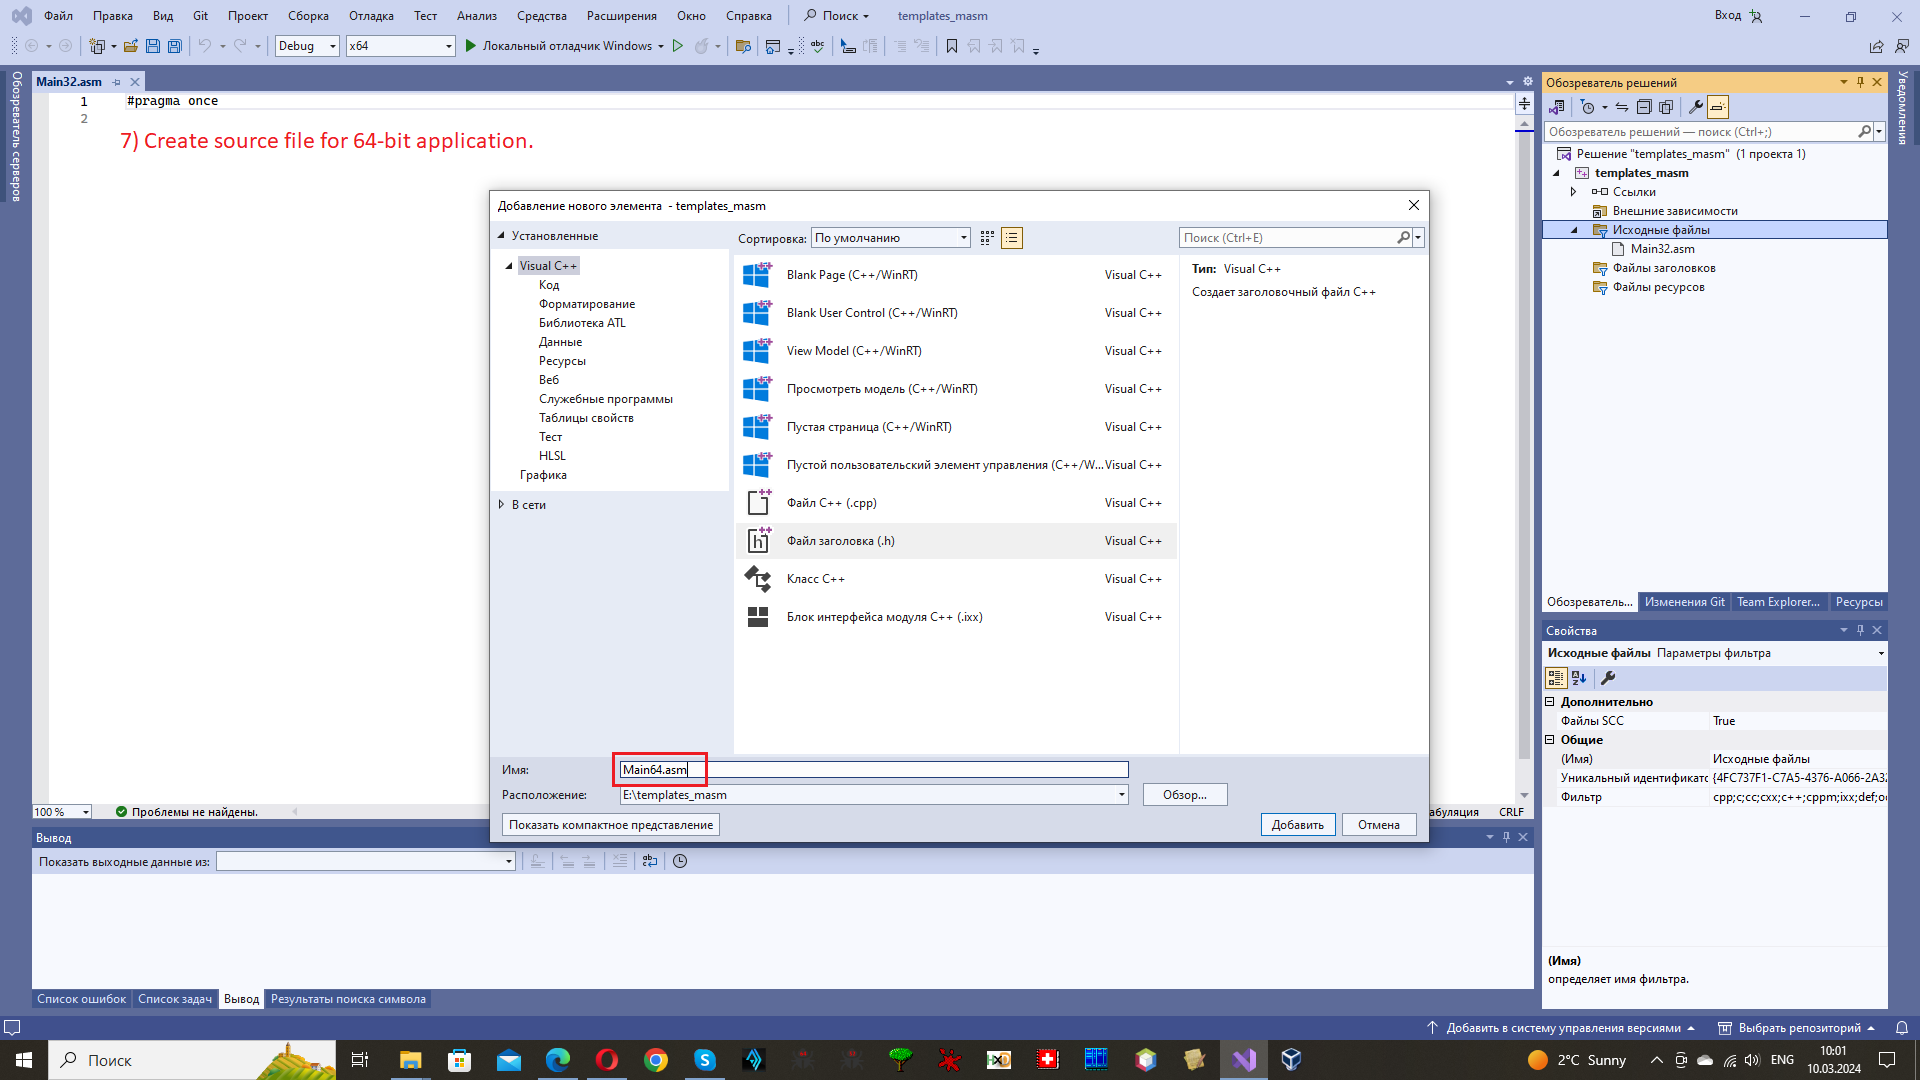 Файл Правка Вид Git Проект Сборка Отладка Тест Анализ Средства Расширения Окно Справка Поиск templates_masm Вход
Debug x64 Локальный отладчик Windows
Обозреватель серверов
Main32.asm
1 #pragma once
2
7) Create source file for 64-bit application.
Добавление нового элемента - templates_masm
Установленные
Visual C++
Код
Форматирование
Библиотека ATL
Данные
Ресурсы
Веб
Служебные программы
Таблицы свойств
Тест
HLSL
Графика
В сети
Сортировка: По умолчанию
Поиск (Ctrl+E)
Blank Page (C++/WinRT) Visual C++
Blank User Control (C++/WinRT) Visual C++
View Model (C++/WinRT) Visual C++
Просмотреть модель (C++/WinRT) Visual C++
Пустая страница (C++/WinRT) Visual C++
Пустой пользовательский элемент управления (C++/W... Visual C++
Файл C++ (.cpp) Visual C++
Файл заголовка (.h) Visual C++
Класс C++ Visual C++
Блок интерфейса модуля C++ (.ixx) Visual C++
Тип: Visual C++
Создает заголовочный файл C++
Имя: Main64.asm
Расположение: E:\templates_masm
Обзор...
Показать компактное представление
Добавить Отмена
100 % Проблемы не найдены.
абуляция CRLF
Вывод
Показать выходные данные из:
Список ошибок Список задач Вывод Результаты поиска символа
Обозреватель решений
Обозреватель решений — поиск (Ctrl+;)
Решение "templates_masm" (1 проекта 1)
templates_masm
Ссылки
Внешние зависимости
Исходные файлы
Main32.asm
Файлы заголовков
Файлы ресурсов
Обозреватель... Изменения Git Team Explorer... Ресурсы
Свойства
Исходные файлы Параметры фильтра
Дополнительно
Файлы SCC True
Общие
(Имя) Исходные файлы
Уникальный идентификатс {4FC737F1-C7A5-4376-A066-2A32
Фильтр cpp;c;cc;cxx;c++;cppm;ixx;def;o
(Имя)
определяет имя фильтра.
Уведомления
Добавить в систему управления версиями Выбрать репозиторий
Поиск
2°C Sunny
ENG
10:01
10.03.2024